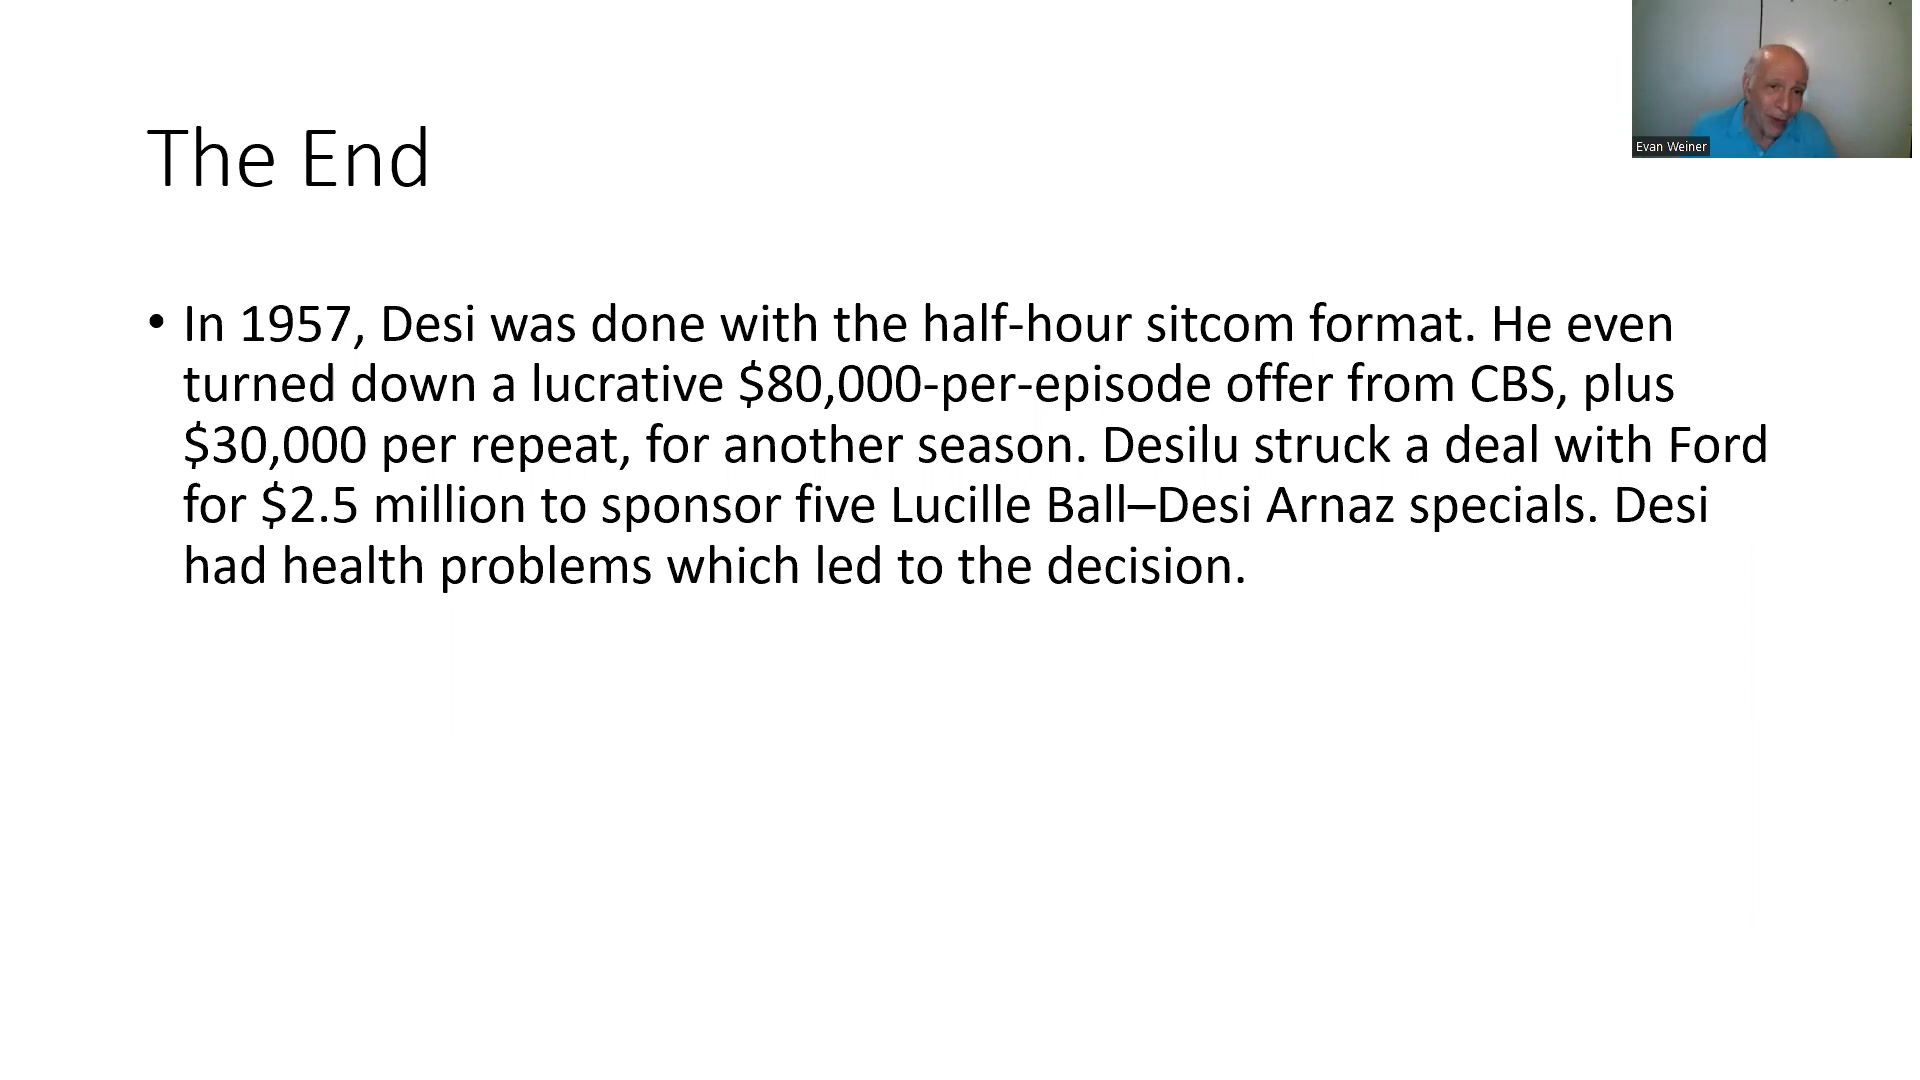 Evan Weiner
The End
• In 1957, Desi was done with the half-hour sitcom format. He even
turned down a lucrative $80,000-per-episode offer from CBS, plus
$30,000 per repeat, for another season. Desilu struck a deal with Ford
for $2.5 million to sponsor five Lucille Ball–Desi Arnaz specials. Desi
had health problems which led to the decision.